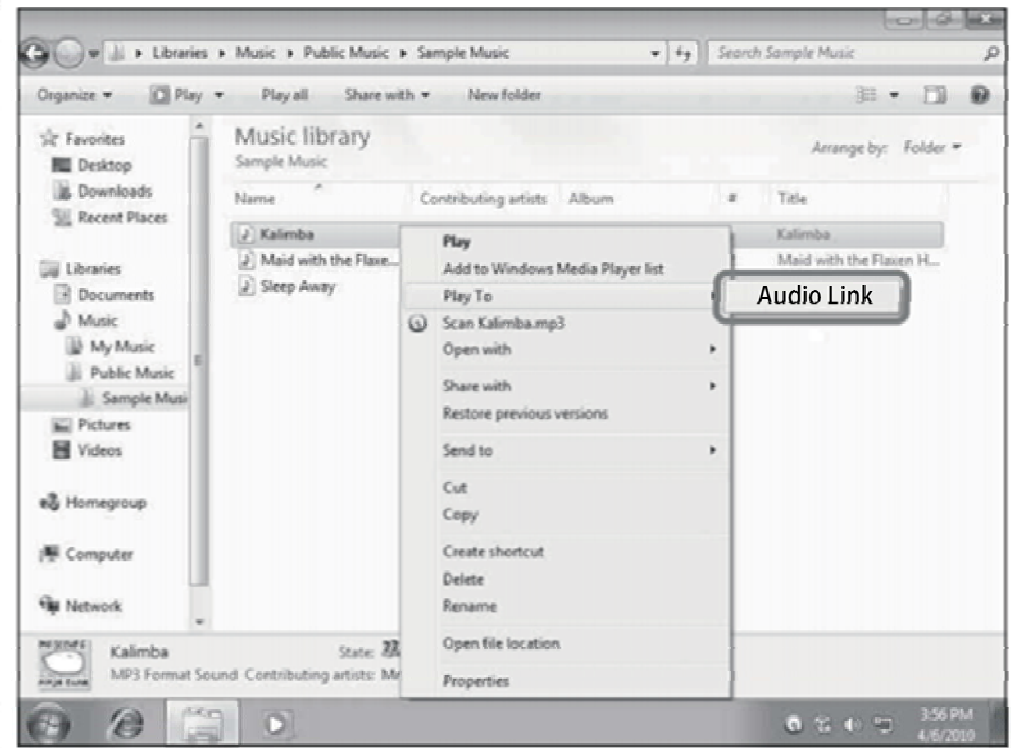 Libraries Music Public Music Sample Music Search Sample Music
Organize Play Play all Share with New folder
Favorites
Desktop
Downloads
Recent Places
Libraries
Documents
Music
My Music
Public Music
Sample Musi
Pictures
Videos
Homegroup
Computer
Network
Music library
Sample Music
Arrange by: Folder
Name Contributing artists Album # Title
Kalimba Kalimba
Maid with the Flaxe... Maid with the Flaxen H...
Sleep Away
Play
Add to Windows Media Player list
Play To
Audio Link
Scan Kalimba.mp3
Open with
Share with
Restore previous versions
Send to
Cut
Copy
Create shortcut
Delete
Rename
Open file location
Properties
Kalimba State:
MP3 Format Sound Contributing artists:
3:56 PM
4/6/2010